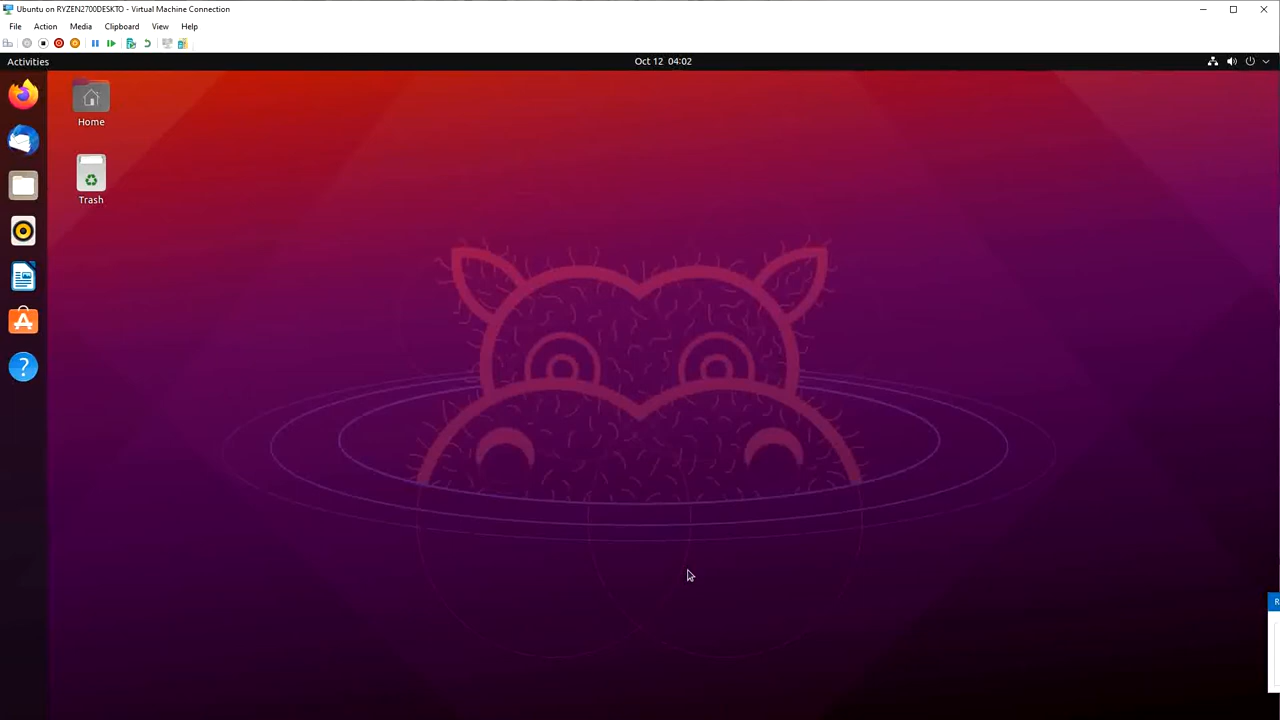 Ubuntu on RYZEN2700DESKTO - Virtual Machine Connection
File Action Media Clipboard View Help
Activities
Oct 12 04:02
Home
Trash
R